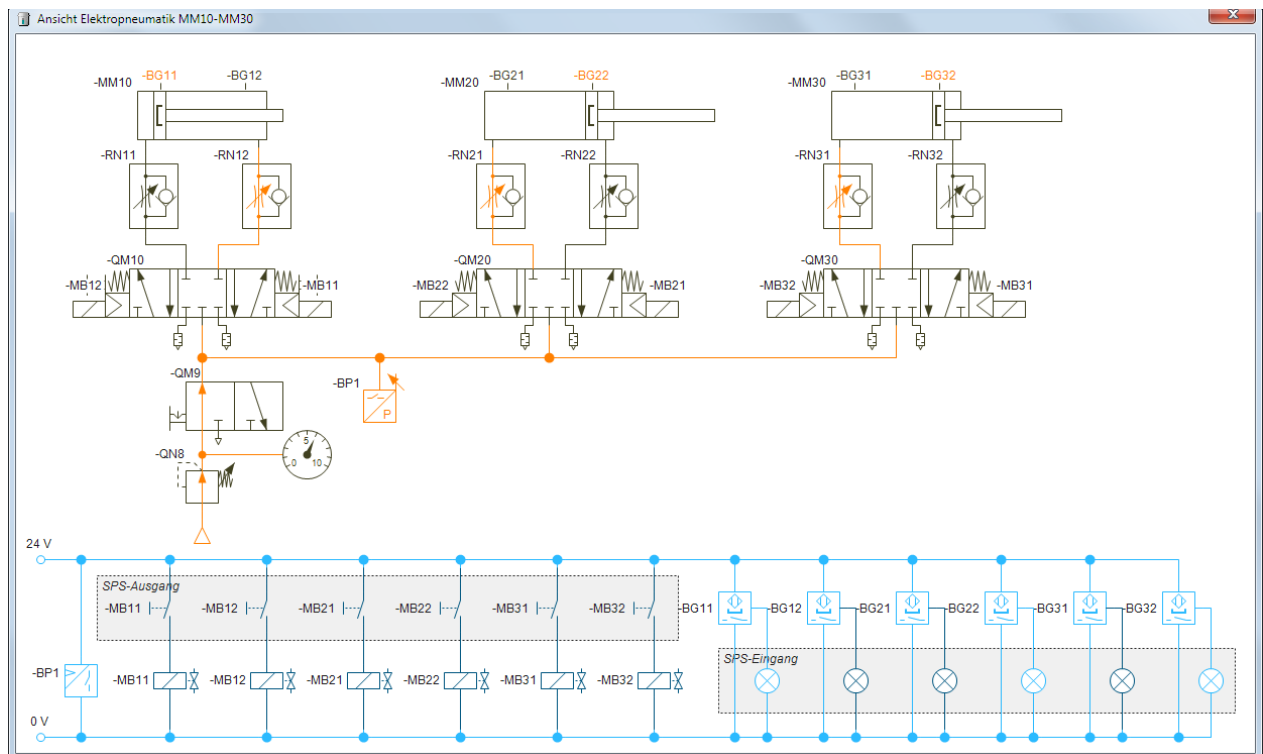 Ansicht Elektropneumatik MM10-MM30
-MM10 -BG11 -BG12 -MM20 -BG21 -BG22 -MM30 -BG31 -BG32
-RN11 -RN12 -RN21 -RN22 -RN31 -RN32
-QM10 -QM20 -QM30
-MB12 -MB11 -MB22 -MB21 -MB32 -MB31
-QM9
-BP1
P
-QN8
0 5 10
24 V
SPS-Ausgang
-MB11 -MB12 -MB21 -MB22 -MB31 -MB32 -BG11 -BG12 -BG21 -BG22 -BG31 -BG32
SPS-Eingang
-BP1 -MB11 -MB12 -MB21 -MB22 -MB31 -MB32
0 V